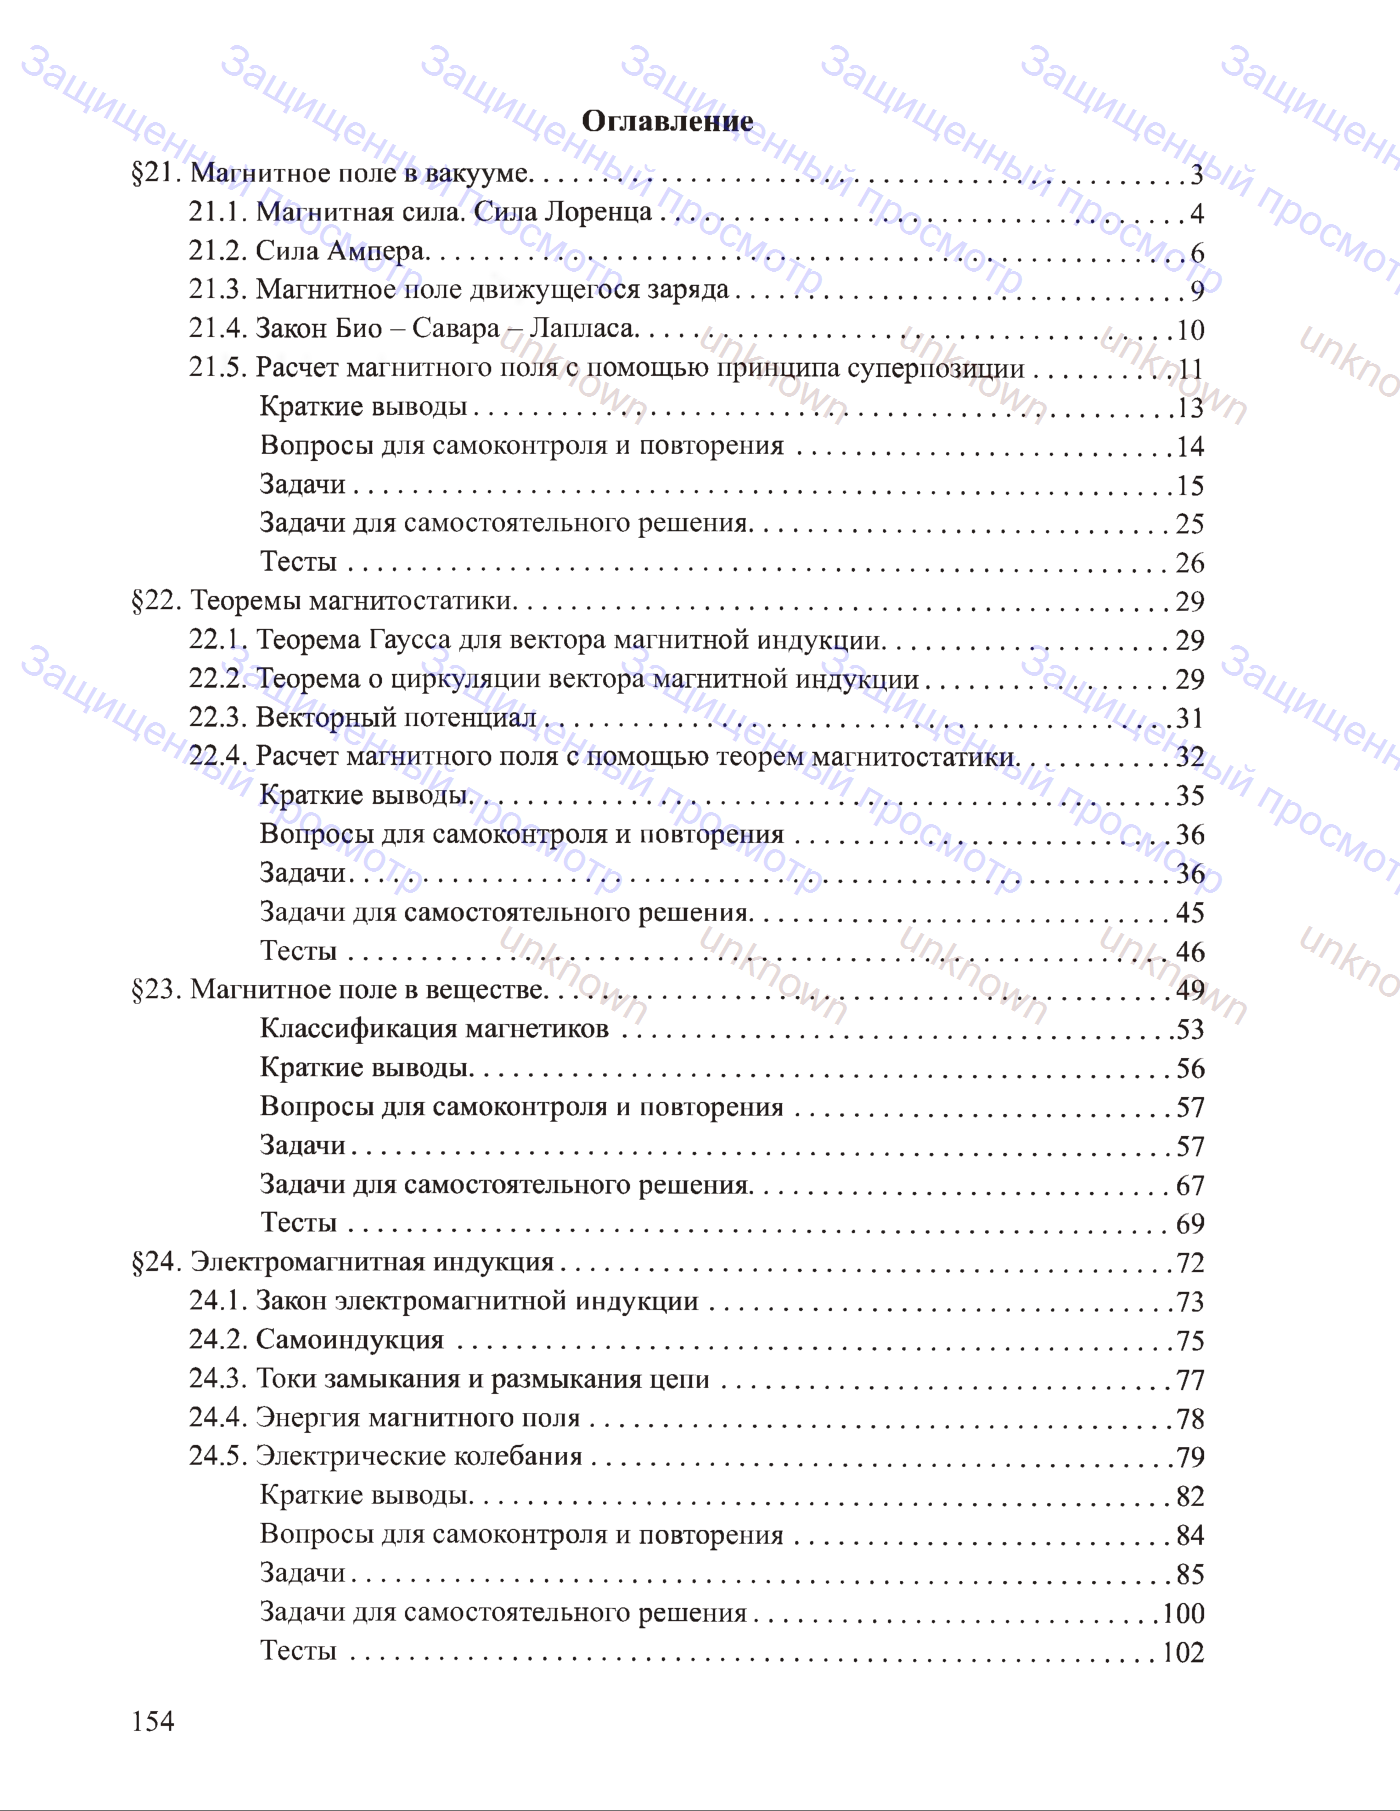 Оглавление
§21. Магнитное поле в вакууме. . . . . . . . . . . . . . . . . . . . . . . . . . . . . . . . . . . . . . . . . . . . .3
21.1. Магнитная сила. Сила Лоренца . . . . . . . . . . . . . . . . . . . . . . . . . . . . . . . . . . . .4
21.2. Сила Ампера. . . . . . . . . . . . . . . . . . . . . . . . . . . . . . . . . . . . . . . . . . . . . . . . . . . .6
21.3. Магнитное поле движущегося заряда . . . . . . . . . . . . . . . . . . . . . . . . . . . . . . . 9
21.4. Закон Био – Савара – Лапласа. . . . . . . . . . . . . . . . . . . . . . . . . . . . . . . . . . . . .10
21.5. Расчет магнитного поля с помощью принципа суперпозиции . . . . . . . . . .11
Краткие выводы . . . . . . . . . . . . . . . . . . . . . . . . . . . . . . . . . . . . . . . . . . . . . . . .13
Вопросы для самоконтроля и повторения . . . . . . . . . . . . . . . . . . . . . . . . . .14
Задачи . . . . . . . . . . . . . . . . . . . . . . . . . . . . . . . . . . . . . . . . . . . . . . . . . . . . . . . .15
Задачи для самостоятельного решения. . . . . . . . . . . . . . . . . . . . . . . . . . . . . 25
Тесты . . . . . . . . . . . . . . . . . . . . . . . . . . . . . . . . . . . . . . . . . . . . . . . . . . . . . . . . 26
§22. Теоремы магнитостатики. . . . . . . . . . . . . . . . . . . . . . . . . . . . . . . . . . . . . . . . . . . . . 29
22.1. Теорема Гаусса для вектора магнитной индукции. . . . . . . . . . . . . . . . . . . . 29
22.2. Теорема о циркуляции вектора магнитной индукции . . . . . . . . . . . . . . . . . 29
22.3. Векторный потенциал . . . . . . . . . . . . . . . . . . . . . . . . . . . . . . . . . . . . . . . . . . .31
22.4. Расчет магнитного поля с помощью теорем магнитостатики. . . . . . . . . . . 32
Краткие выводы. . . . . . . . . . . . . . . . . . . . . . . . . . . . . . . . . . . . . . . . . . . . . . . .35
Вопросы для самоконтроля и повторения . . . . . . . . . . . . . . . . . . . . . . . . . .36
Задачи. . . . . . . . . . . . . . . . . . . . . . . . . . . . . . . . . . . . . . . . . . . . . . . . . . . . . . . .36
Задачи для самостоятельного решения. . . . . . . . . . . . . . . . . . . . . . . . . . . . . 45
Тесты . . . . . . . . . . . . . . . . . . . . . . . . . . . . . . . . . . . . . . . . . . . . . . . . . . . . . . . . 46
§23. Магнитное поле в веществе. . . . . . . . . . . . . . . . . . . . . . . . . . . . . . . . . . . . . . . . . . .49
Классификация магнетиков . . . . . . . . . . . . . . . . . . . . . . . . . . . . . . . . . . . . . .53
Краткие выводы. . . . . . . . . . . . . . . . . . . . . . . . . . . . . . . . . . . . . . . . . . . . . . . .56
Вопросы для самоконтроля и повторения . . . . . . . . . . . . . . . . . . . . . . . . . .57
Задачи . . . . . . . . . . . . . . . . . . . . . . . . . . . . . . . . . . . . . . . . . . . . . . . . . . . . . . . .57
Задачи для самостоятельного решения. . . . . . . . . . . . . . . . . . . . . . . . . . . . . 67
Тесты . . . . . . . . . . . . . . . . . . . . . . . . . . . . . . . . . . . . . . . . . . . . . . . . . . . . . . . . 69
§24. Электромагнитная индукция . . . . . . . . . . . . . . . . . . . . . . . . . . . . . . . . . . . . . . . . . .72
24.1. Закон электромагнитной индукции . . . . . . . . . . . . . . . . . . . . . . . . . . . . . . . .73
24.2. Самоиндукция . . . . . . . . . . . . . . . . . . . . . . . . . . . . . . . . . . . . . . . . . . . . . . . . .75
24.3. Токи замыкания и размыкания цепи . . . . . . . . . . . . . . . . . . . . . . . . . . . . . . .77
24.4. Энергия магнитного поля . . . . . . . . . . . . . . . . . . . . . . . . . . . . . . . . . . . . . . . .78
24.5. Электрические колебания . . . . . . . . . . . . . . . . . . . . . . . . . . . . . . . . . . . . . . . .79
Краткие выводы. . . . . . . . . . . . . . . . . . . . . . . . . . . . . . . . . . . . . . . . . . . . . . . .82
Вопросы для самоконтроля и повторения . . . . . . . . . . . . . . . . . . . . . . . . . .84
Задачи . . . . . . . . . . . . . . . . . . . . . . . . . . . . . . . . . . . . . . . . . . . . . . . . . . . . . . . .85
Задачи для самостоятельного решения . . . . . . . . . . . . . . . . . . . . . . . . . . . .100
Тесты . . . . . . . . . . . . . . . . . . . . . . . . . . . . . . . . . . . . . . . . . . . . . . . . . . . . . . . 102
154
Защищенный просмотр
unknown